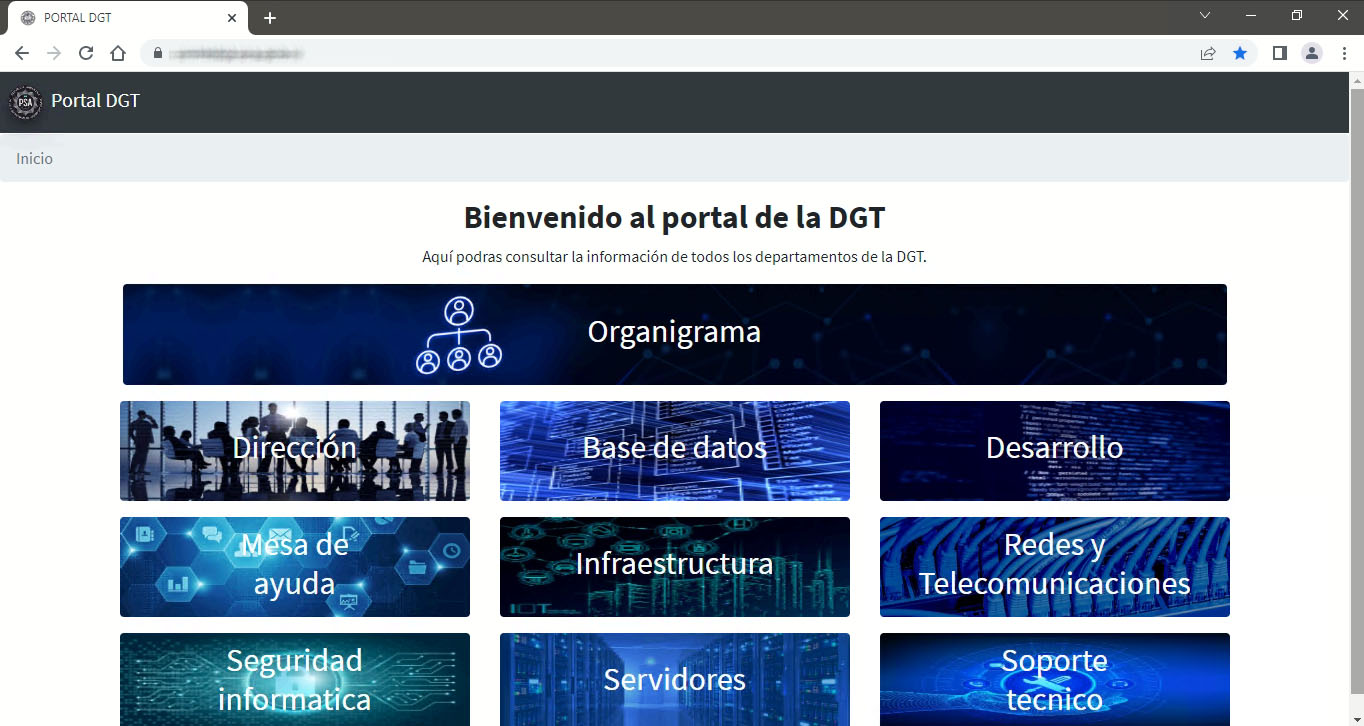 PORTAL DGT
PSA
Portal DGT
Inicio
Bienvenido al portal de la DGT
Aquí podras consultar la información de todos los departamentos de la DGT.
Organigrama
Dirección
Base de datos
Desarrollo
Mesa de
ayuda
Infraestructura
IOT
Redes y
Telecomunicaciones
Seguridad
informatica
Servidores
Soporte
tecnico